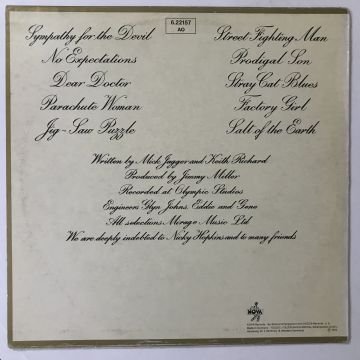 6.22157
AO
Sympathy for the Devil
No Expectations
Dear Doctor
Parachute Woman
Jig-Saw Puzzle
Street Fighting Man
Prodigal Son
Stray Cat Blues
Factory Girl
Salt of the Earth
Written by Mick Jagger and Keith Richard
Produced by Jimmy Miller
Recorded at Olympic Studios
Engineers Glyn Johns, Eddie and Gene
All selections Mirage Music Ltd
We are deeply indebted to Nicky Hopkins and to many friends
NOVA